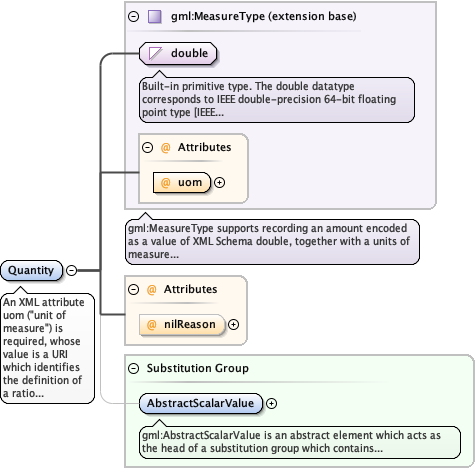 gml:MeasureType (extension base)
double
Built-in primitive type. The double datatype
corresponds to IEEE double-precision 64-bit floating
point type [IEEE...
@ Attributes
@ uom
gml:MeasureType supports recording an amount encoded
as a value of XML Schema double, together with a units of
measure...
Quantity
An XML attribute
uom ("unit of
measure") is
required, whose
value is a URI
which identifies
the definition of
a ratio...
@ Attributes
@ nilReason
Substitution Group
AbstractScalarValue
gml:AbstractScalarValue is an abstract element which acts as
the head of a substitution group which contains...